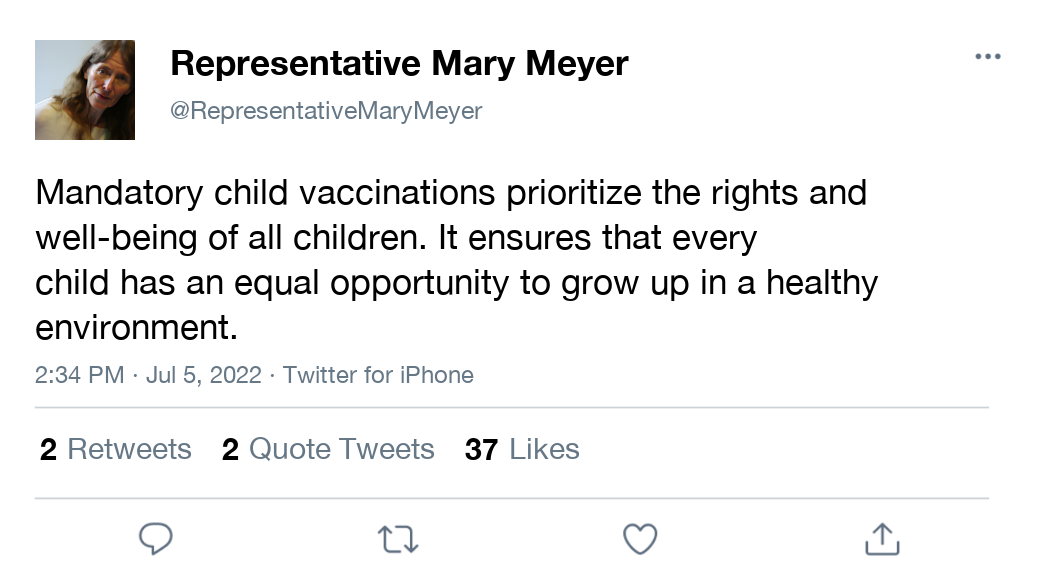 Representative Mary Meyer
@RepresentativeMaryMeyer
Mandatory child vaccinations prioritize the rights and
well-being of all children. It ensures that every
child has an equal opportunity to grow up in a healthy
environment.
2:34 PM · Jul 5, 2022 · Twitter for iPhone
2 Retweets 2 Quote Tweets 37 Likes